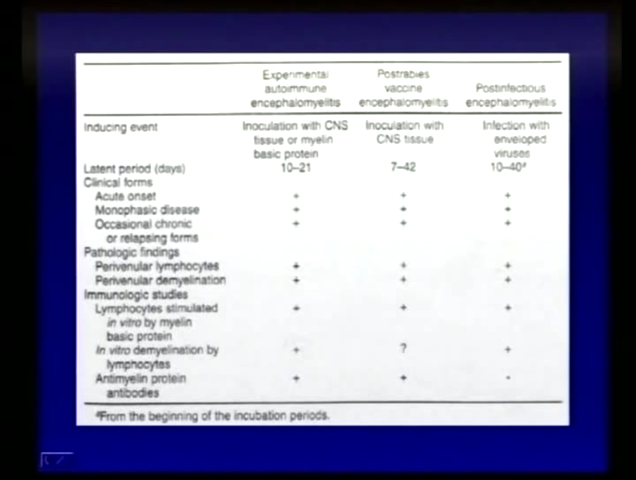 Experimental autoimmune encephalomyelitis Postrabies vaccine encephalomyelitis Postinfectious encephalomyelitis
Inducing event Inoculation with CNS tissue or myelin basic protein Inoculation with CNS tissue Infection with enveloped viruses
Latent period (days) 10–21 7–42 10–40ª
Clinical forms
Acute onset + + +
Monophasic disease + + +
Occasional chronic or relapsing forms + + +
Pathologic findings
Perivenular lymphocytes + + +
Perivenular demyelination + + +
Immunologic studies
Lymphocytes stimulated in vitro by myelin basic protein + + +
In vitro demyelination by lymphocytes + ? +
Antimyelin protein antibodies + + -
ªFrom the beginning of the incubation periods.